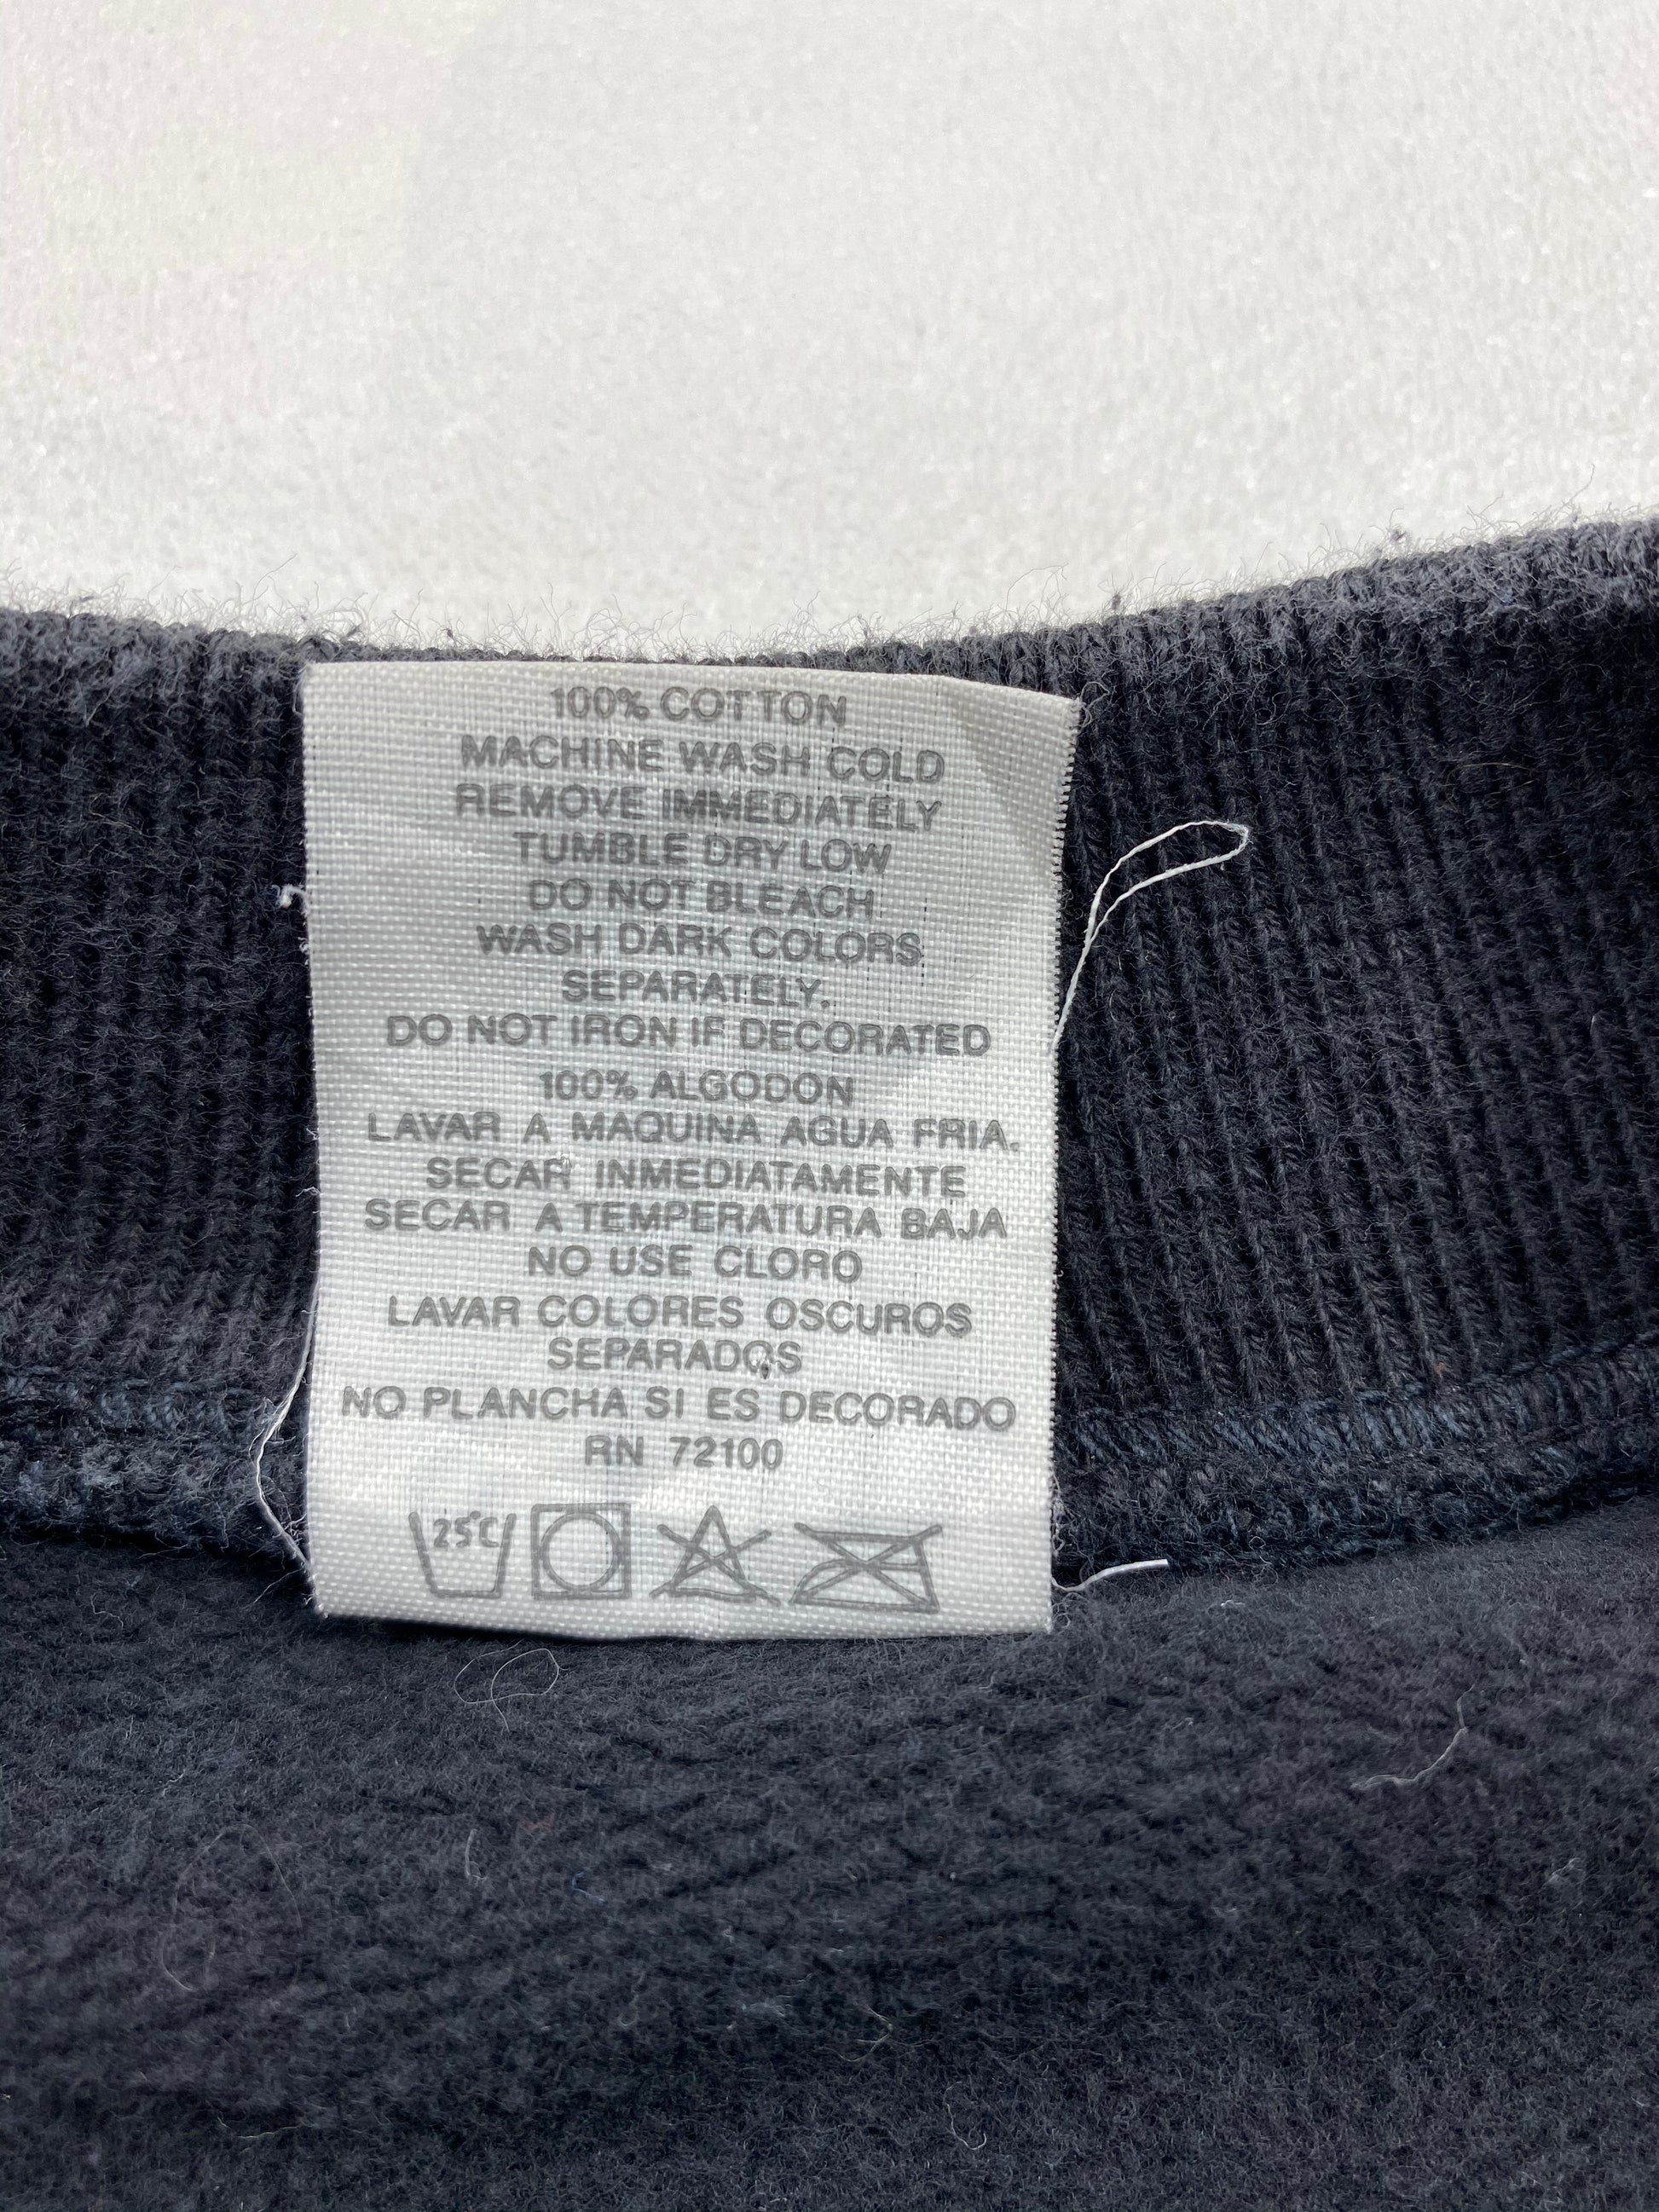 100% COTTON
MACHINE WASH COLD
REMOVE IMMEDIATELY
TUMBLE DRY LOW
DO NOT BLEACH
WASH DARK COLORS
SEPARATELY.
DO NOT IRON IF DECORATED
100% ALGODON
LAVAR A MAQUINA AGUA FRIA.
SECAR INMEDIATAMENTE
SECAR A TEMPERATURA BAJA
NO USE CLORO
LAVAR COLORES OSCUROS
SEPARADOS
NO PLANCHA SI ES DECORADO
RN 72100
25°C